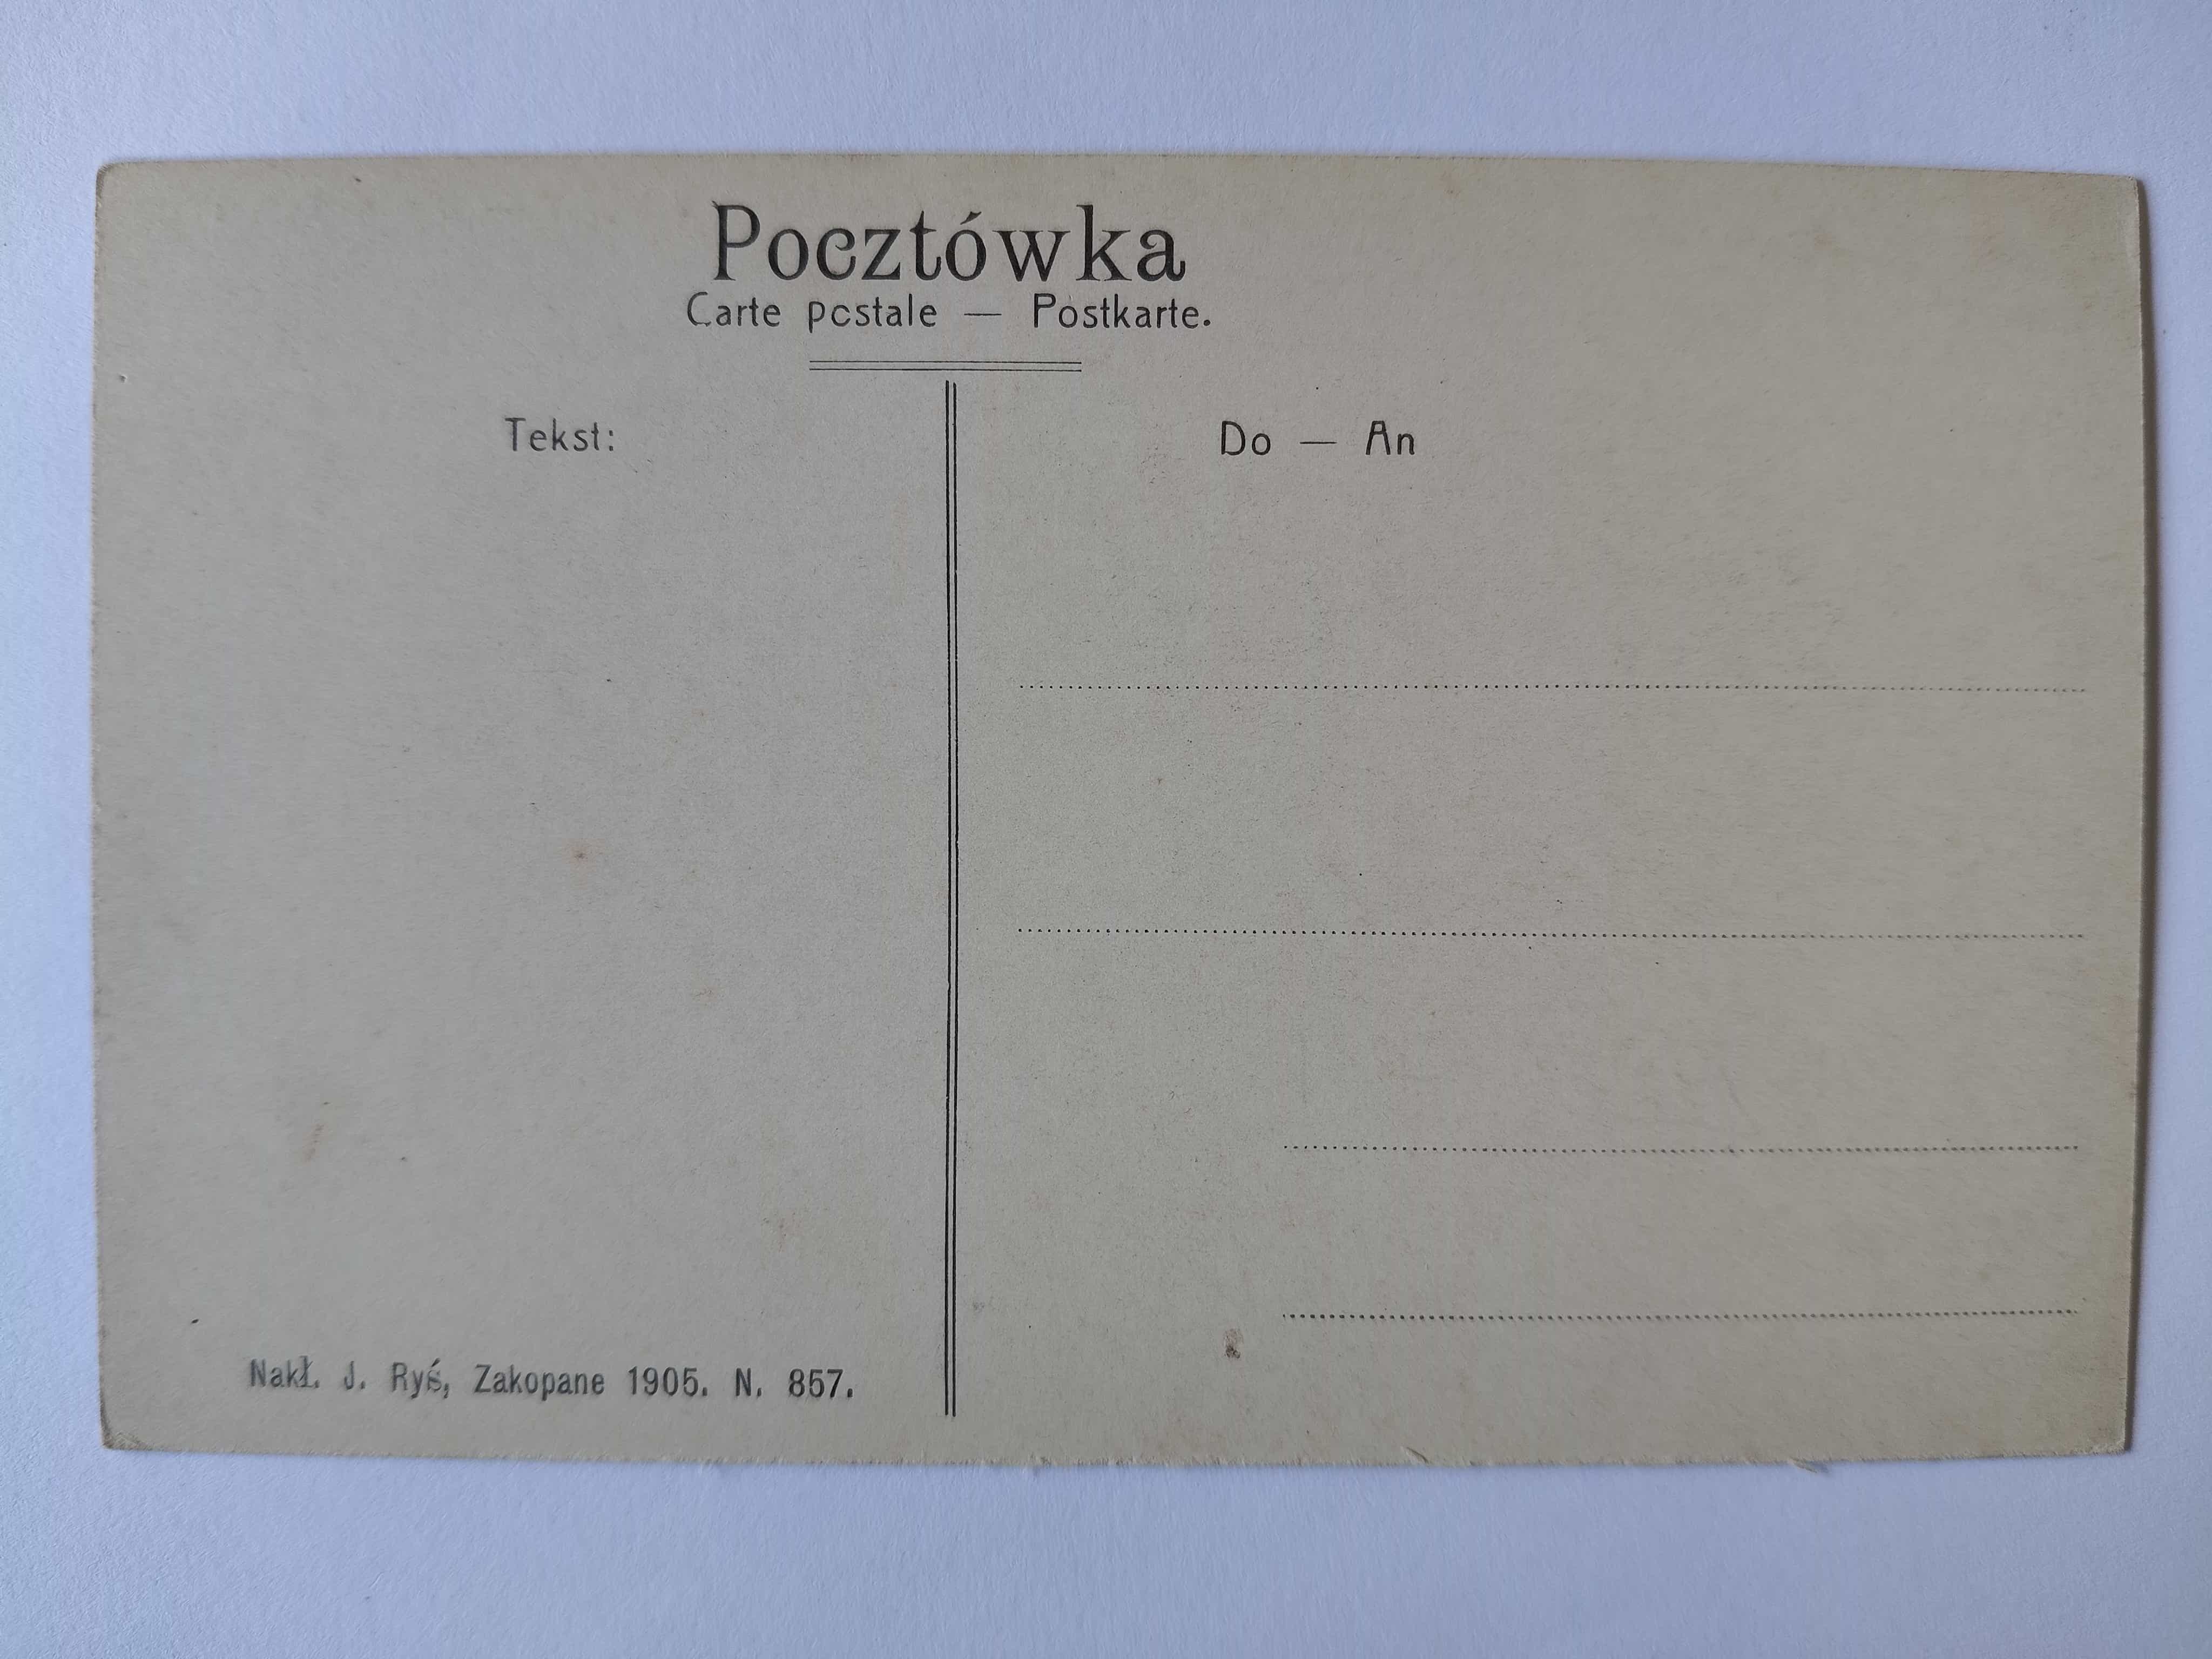 Pocztówka
Carte postale — Postkarte.
Tekst:
Do — An
Nakł. J. Ryś, Zakopane 1905. N. 857.